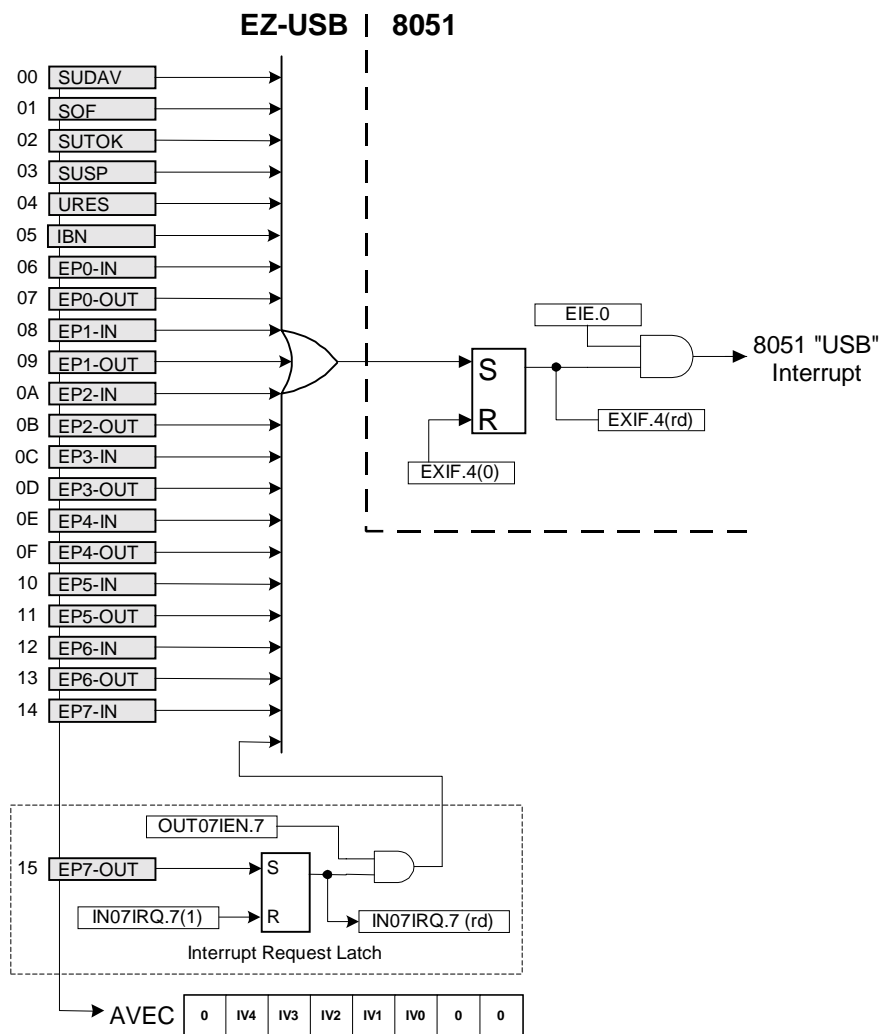 EZ-USB 8051
00 SUDAV
01 SOF
02 SUTOK
03 SUSP
04 URES
05 IBN
06 EP0-IN
07 EP0-OUT
08 EP1-IN
09 EP1-OUT
0A EP2-IN
0B EP2-OUT
0C EP3-IN
0D EP3-OUT
0E EP4-IN
0F EP4-OUT
10 EP5-IN
11 EP5-OUT
12 EP6-IN
13 EP6-OUT
14 EP7-IN
EIE.0
8051 "USB"
Interrupt
S
R
EXIF.4(rd)
EXIF.4(0)
OUT07IEN.7
15 EP7-OUT
S
R
IN07IRQ.7(1)
IN07IRQ.7 (rd)
Interrupt Request Latch
AVEC 0 IV4 IV3 IV2 IV1 IV0 0 0